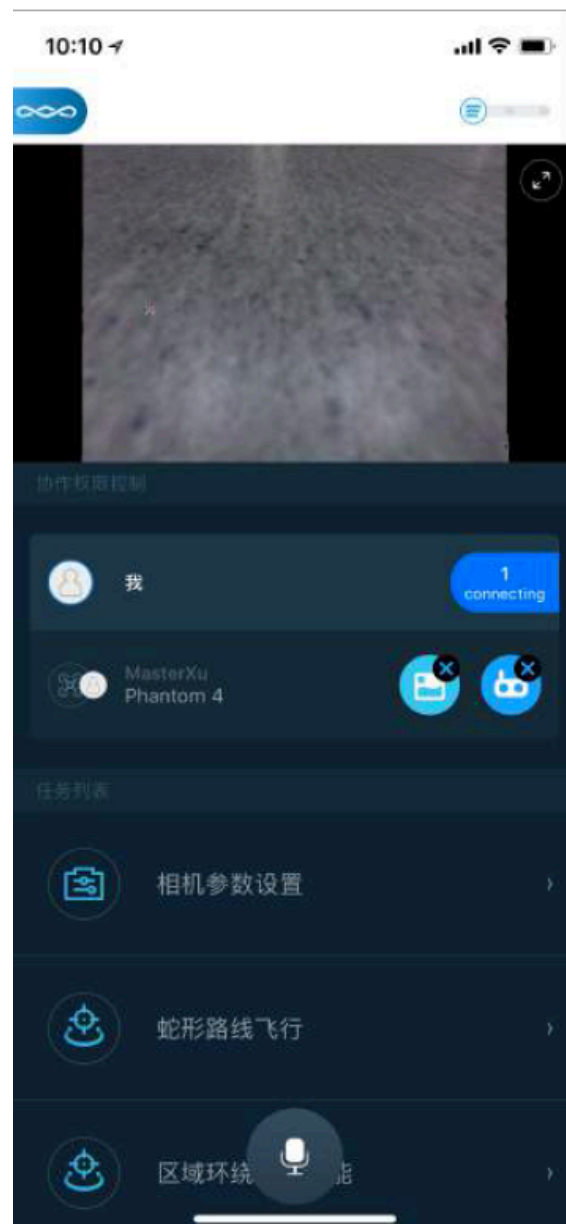 10:10
协作权限控制
我
1
connecting
MasterXu
Phantom 4
任务列表
相机参数设置
蛇形路线飞行
区域环绕
能